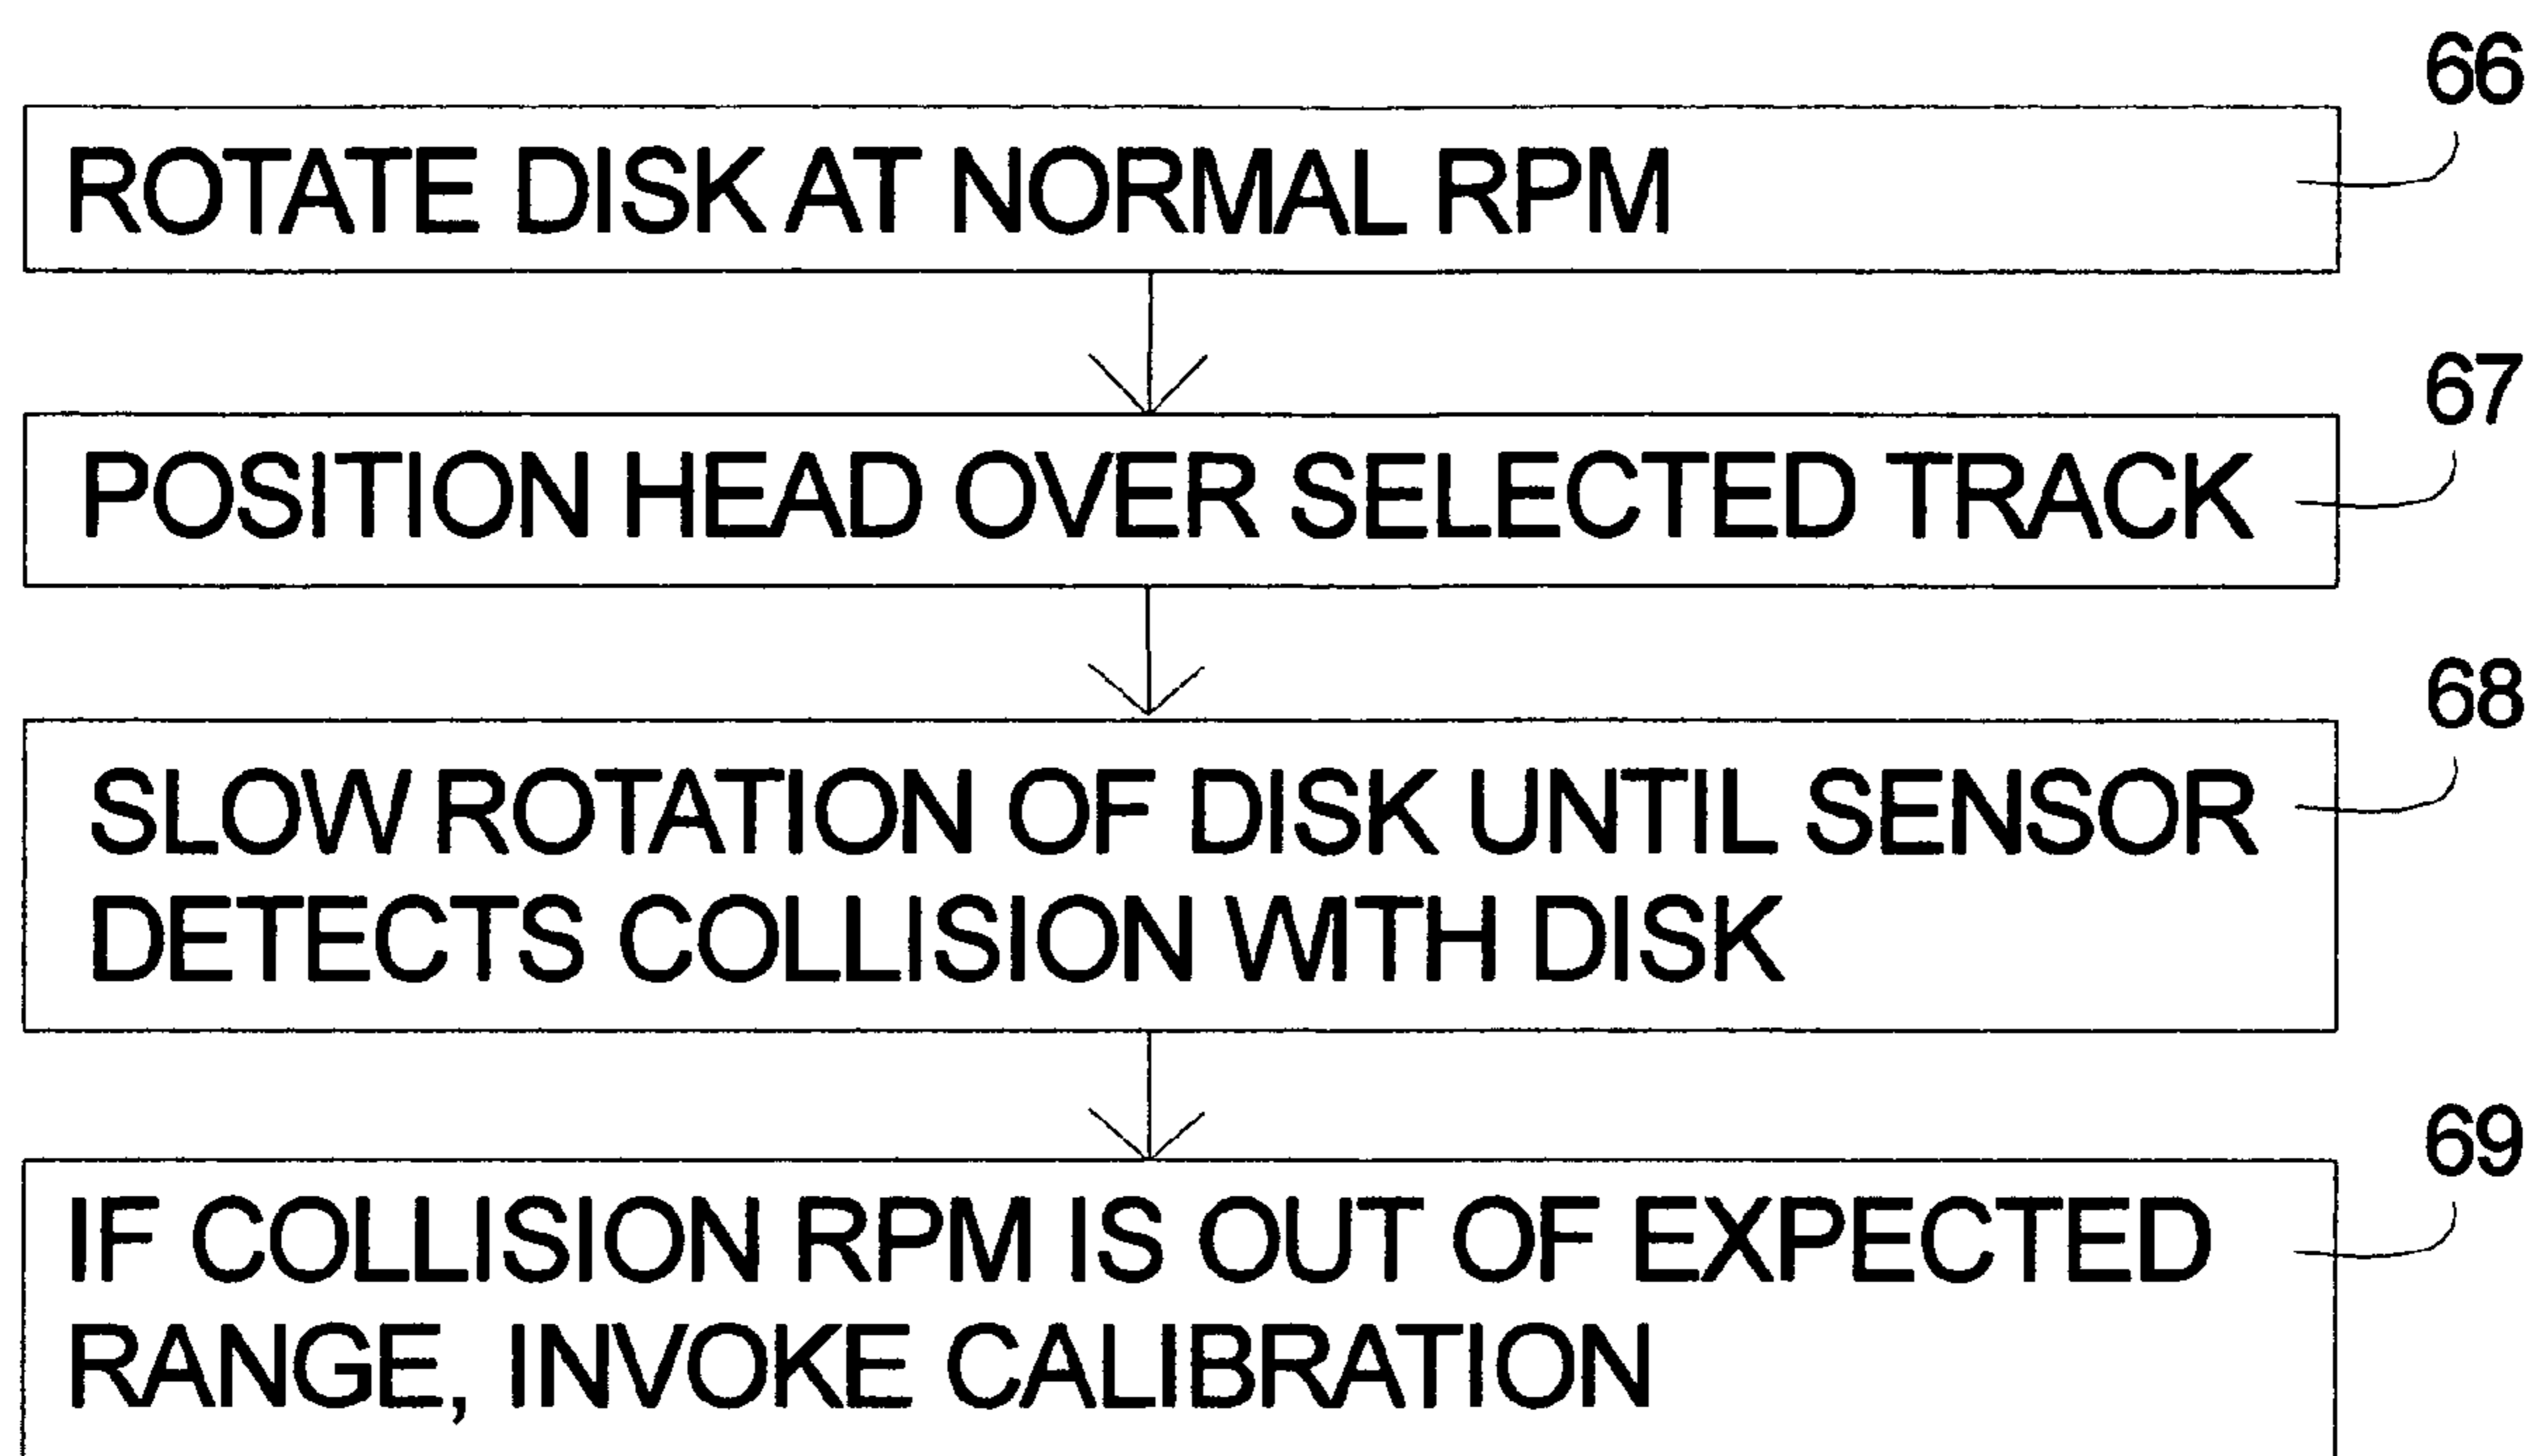 66
ROTATE DISK AT NORMAL RPM
67
POSITION HEAD OVER SELECTED TRACK
68
SLOW ROTATION OF DISK UNTIL SENSOR
DETECTS COLLISION WITH DISK
69
IF COLLISION RPM IS OUT OF EXPECTED
RANGE, INVOKE CALIBRATION